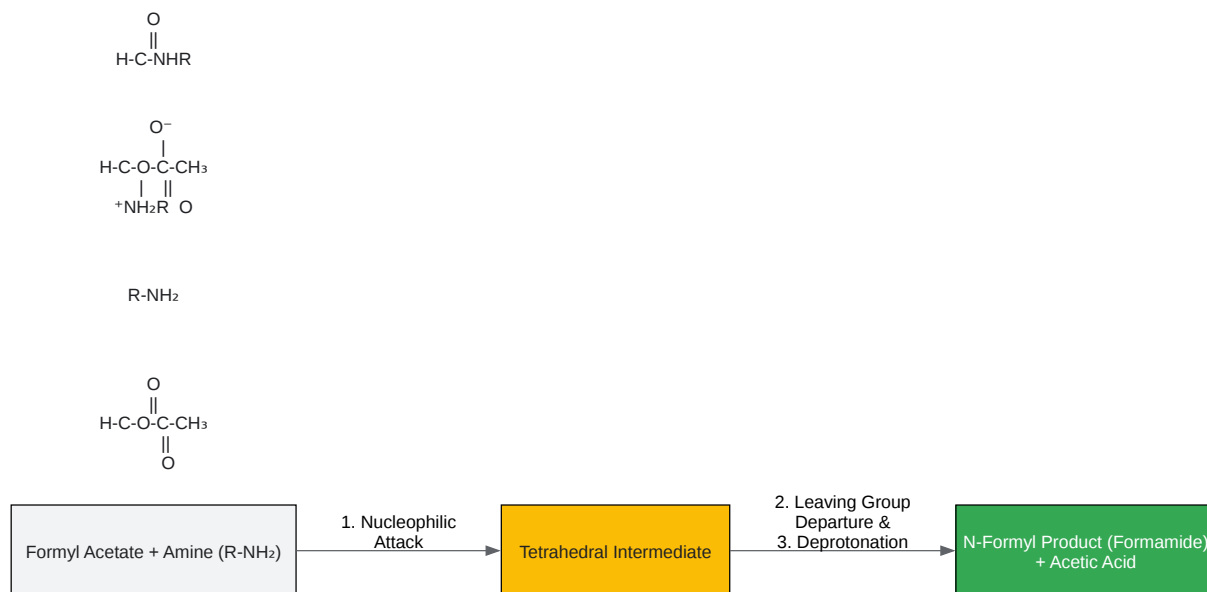 O
||
H-C-NHR
O⁻
|
H-C-O-C-CH₃
| ||
⁺NH₂R O
R-NH₂
O
||
H-C-O-C-CH₃
||
O
Formyl Acetate + Amine (R-NH₂)
1. Nucleophilic
Attack
Tetrahedral Intermediate
2. Leaving Group
Departure &
3. Deprotonation
N-Formyl Product (Formamide)
+ Acetic Acid